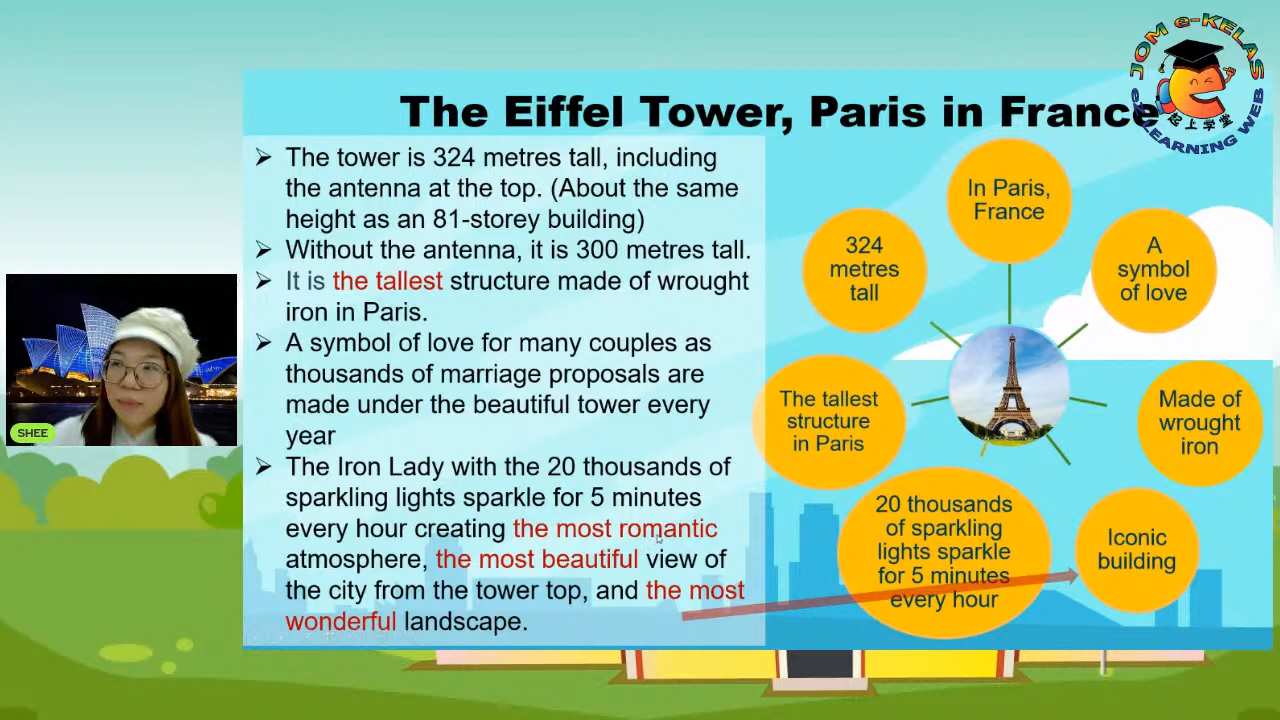 The Eiffel Tower, Paris in France
JOM e-KELAS
一起上学堂
eLEARNING WEB
The tower is 324 metres tall, including
the antenna at the top. (About the same
height as an 81-storey building)
Without the antenna, it is 300 metres tall.
It is the tallest structure made of wrought
iron in Paris.
A symbol of love for many couples as
thousands of marriage proposals are
made under the beautiful tower every
year
The Iron Lady with the 20 thousands of
sparkling lights sparkle for 5 minutes
every hour creating the most romantic
atmosphere, the most beautiful view of
the city from the tower top, and the most
wonderful landscape.
In Paris,
France
324
metres
tall
A
symbol
of love
The tallest
structure
in Paris
Made of
wrought
iron
20 thousands
of sparkling
lights sparkle
for 5 minutes
every hour
Iconic
building
SHEE